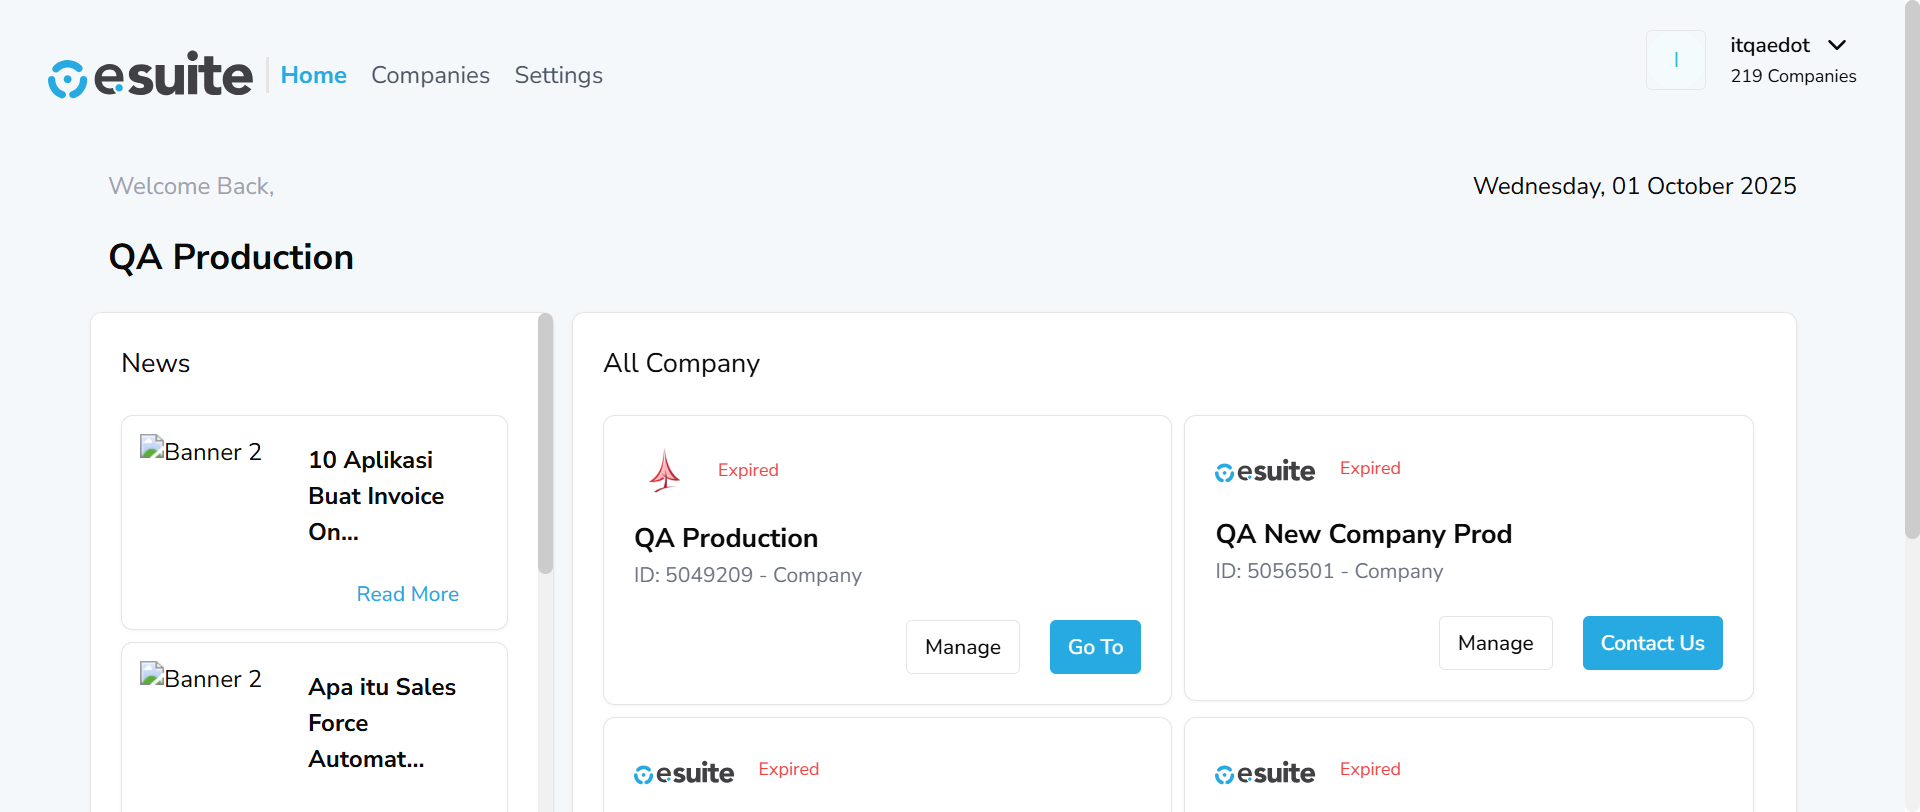 esuite
Home Companies Settings
I
itqaedot
219 Companies
Welcome Back,
Wednesday, 01 October 2025
QA Production
News
Banner 2
10 Aplikasi
Buat Invoice
On...
Read More
Banner 2
Apa itu Sales
Force
Automat...
All Company
Expired
QA Production
ID: 5049209 - Company
Manage Go To
esuite Expired
QA New Company Prod
ID: 5056501 - Company
Manage Contact Us
esuite Expired
esuite Expired